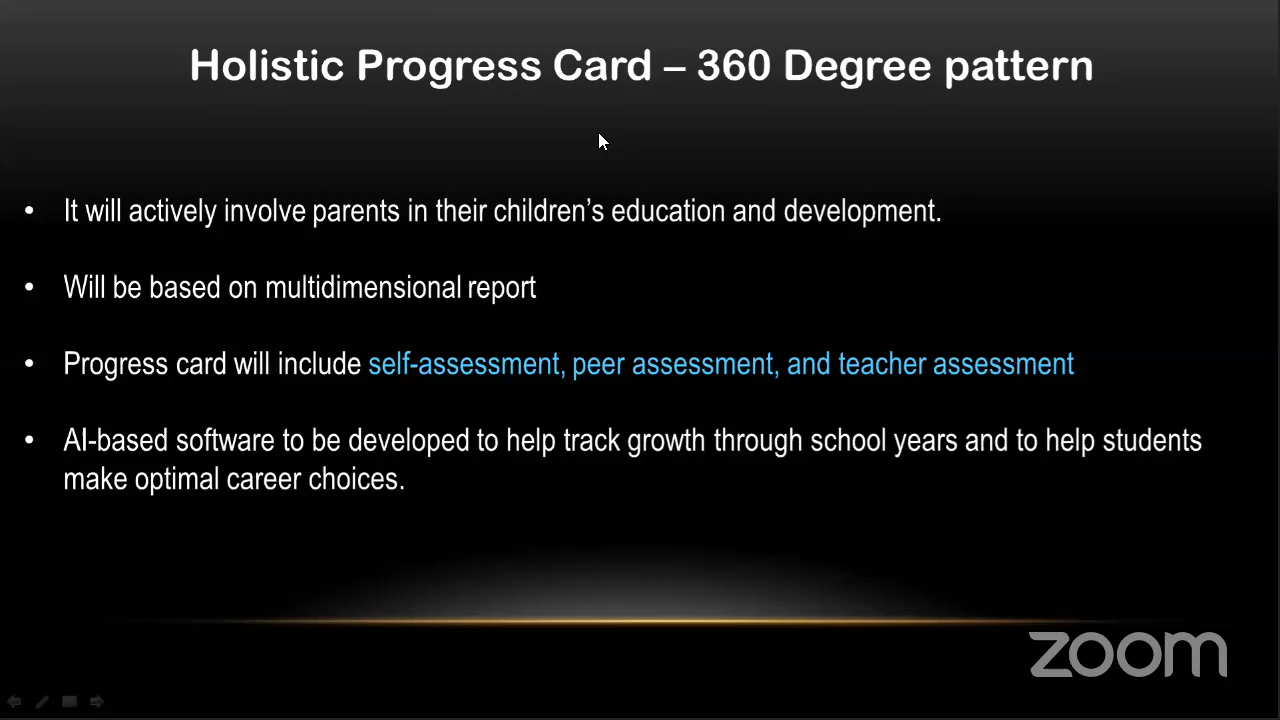 Holistic Progress Card – 360 Degree pattern
• It will actively involve parents in their children’s education and development.
• Will be based on multidimensional report
• Progress card will include self-assessment, peer assessment, and teacher assessment
• AI-based software to be developed to help track growth through school years and to help students
make optimal career choices.
zoom